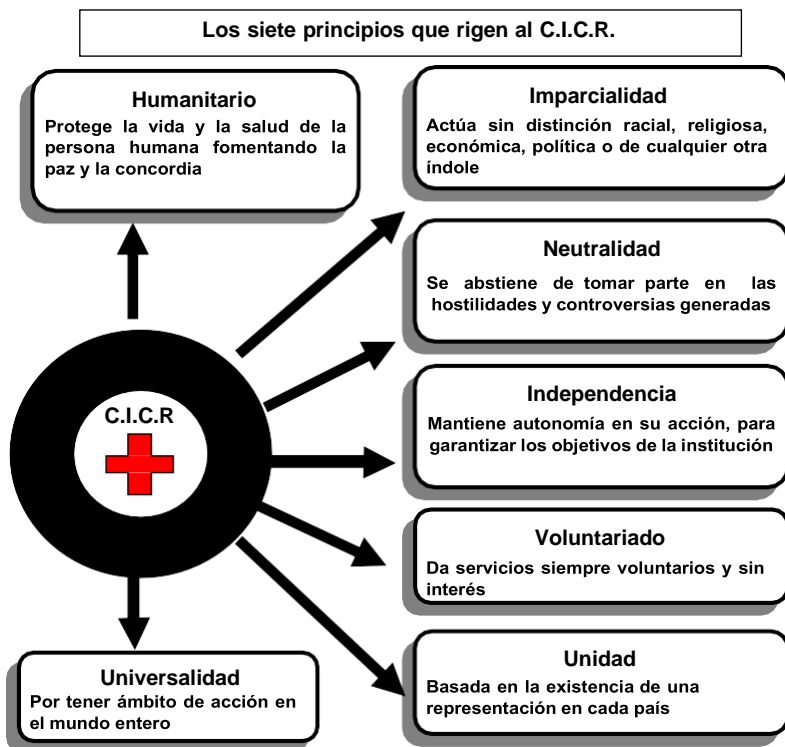 Los siete principios que rigen al C.I.C.R.
Humanitario
Protege la vida y la salud de la
persona humana fomentando la
paz y la concordia
Imparcialidad
Actúa sin distinción racial, religiosa,
económica, política o de cualquier otra
índole
Neutralidad
Se abstiene de tomar parte en las
hostilidades y controversias generadas
C.I.C.R
Independencia
Mantiene autonomía en su acción, para
garantizar los objetivos de la institución
Voluntariado
Da servicios siempre voluntarios y sin
interés
Universalidad
Por tener ámbito de acción en
el mundo entero
Unidad
Basada en la existencia de una
representación en cada país